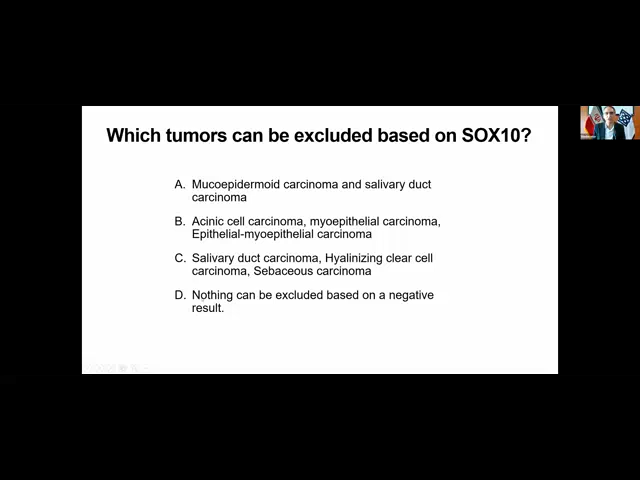 Which tumors can be excluded based on SOX10?
A. Mucoepidermoid carcinoma and salivary duct
carcinoma
B. Acinic cell carcinoma, myoepithelial carcinoma,
Epithelial-myoepithelial carcinoma
C. Salivary duct carcinoma, Hyalinizing clear cell
carcinoma, Sebaceous carcinoma
D. Nothing can be excluded based on a negative
result.